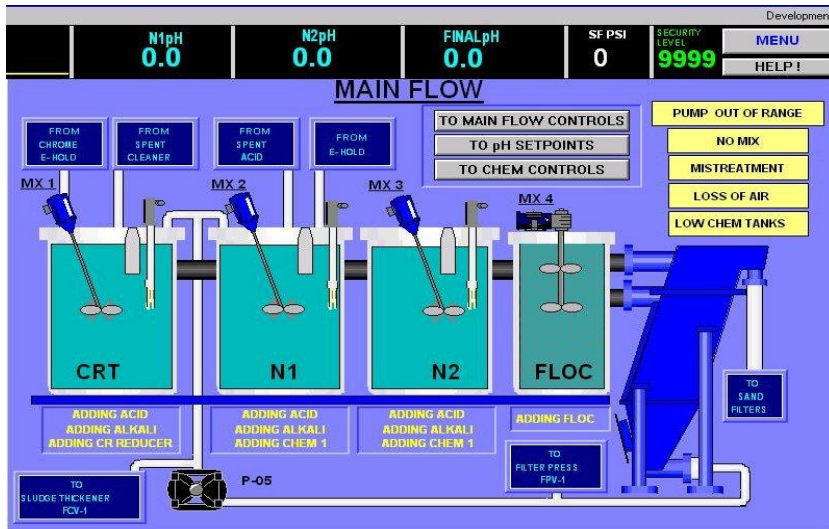 Developmen
N1pH
0.0
N2pH
0.0
FINALpH
0.0
SF PSI
0
SECURITY
LEVEL
9999
MENU
HELP !
MAIN FLOW
FROM
CHROME
E-HOLD
FROM
SPENT
CLEANER
FROM
SPENT
ACID
FROM
E-HOLD
TO MAIN FLOW CONTROLS
TO pH SETPOINTS
TO CHEM CONTROLS
PUMP OUT OF RANGE
NO MIX
MISTREATMENT
LOSS OF AIR
LOW CHEM TANKS
MX 1
MX 2
MX 3
MX 4
CRT
N1
N2
FLOC
TO
SAND
FILTERS
ADDING ACID
ADDING ALKALI
ADDING CR REDUCER
ADDING ACID
ADDING ALKALI
ADDING CHEM 1
ADDING ACID
ADDING ALKALI
ADDING CHEM 1
ADDING FLOC
TO
SLUDGE THICKENER
FCV-1
P-05
TO
FILTER PRESS
FPV-1